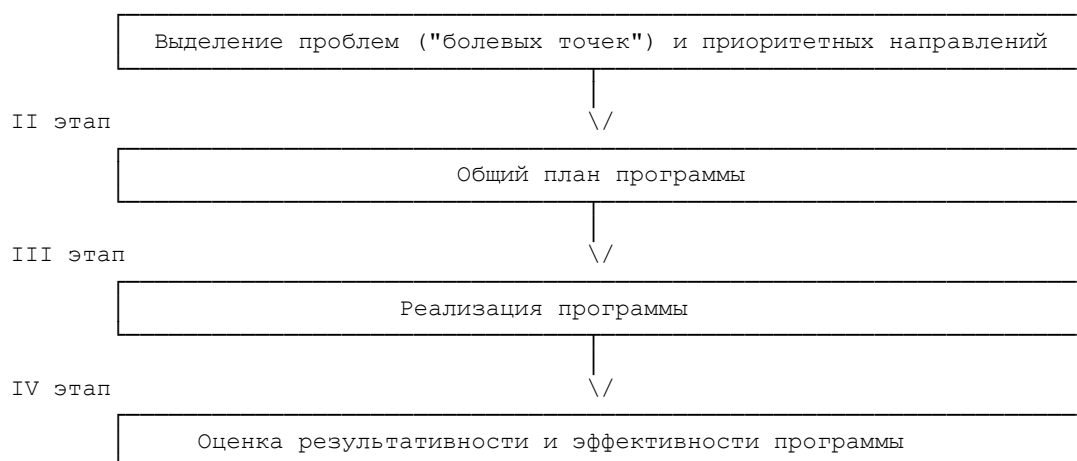 Выделение проблем ("болевых точек") и приоритетных направлений
II этап
Общий план программы
III этап
Реализация программы
IV этап
Оценка результативности и эффективности программы